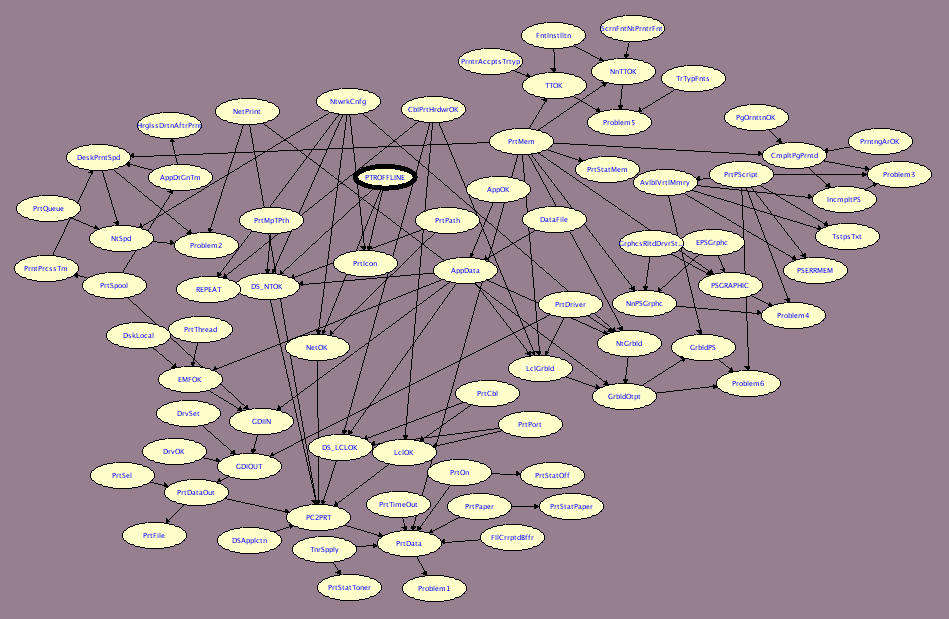 FntInstlltn
ScrnFntNtPrntrFnt
PrntrAccptsTrtyp
NnTTOK
TrTypFnts
TTOK
NetPrint
NtwrkCnfg
CblPrtHrdwrOK
PgOrnttnOK
HrglssDrtnAftrPrnt
Problem5
PrtMem
PrntngArOK
DeskPrntSpd
CmpltPgPrntd
AppDtGnTm
PTROFFLINE
PrtStatMem
AvlblVrtlMmry
PrtPScript
Problem3
AppOK
IncmpltPS
PrtQueue
PrtMpTPth
PrtPath
DataFile
NtSpd
Problem2
GrphcsRltdDrvrSt..
EPSGrphc
TstpsTxt
PrntPrcssTm
PrtIcon
AppData
PSERRMEM
PrtSpool
REPEAT
DS_NTOK
PSGRAPHIC
PrtDriver
NnPSGrphc
Problem4
DskLocal
PrtThread
NetOK
NtGrbld
GrbldPS
EMFOK
LclGrbld
Problem6
PrtCbl
GrbldOtpt
DrvSet
GDIIN
PrtPort
DrvOK
DS_LCLOK
LclOK
GDIOUT
PrtSel
PrtOn
PrtStatOff
PrtDataOut
PrtTimeOut
PrtPaper
PrtStatPaper
PC2PRT
PrtFile
DSApplctn
TnrSpply
PrtData
FllCrrptdBffr
PrtStatToner
Problem1